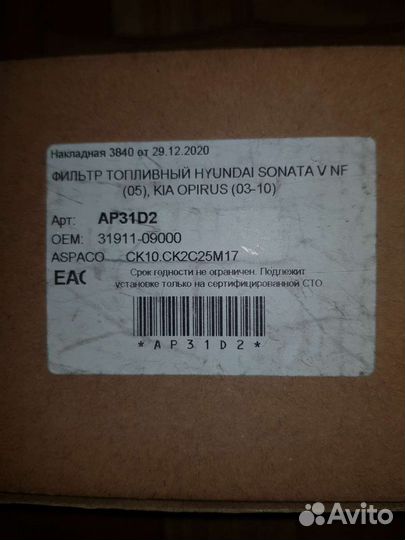 Накладная 3840 от 29.12.2020
ФИЛЬТР ТОПЛИВНЫЙ HYUNDAI SONATA V NF
(05), KIA OPIRUS (03-10)
Арт: AP31D2
OEM: 31911-09000
ASPACO CK10.CK2C25M17
EAC Срок годности не ограничен. Подлежит
установке только на сертифицированной СТО
*AP31D2*
Avito